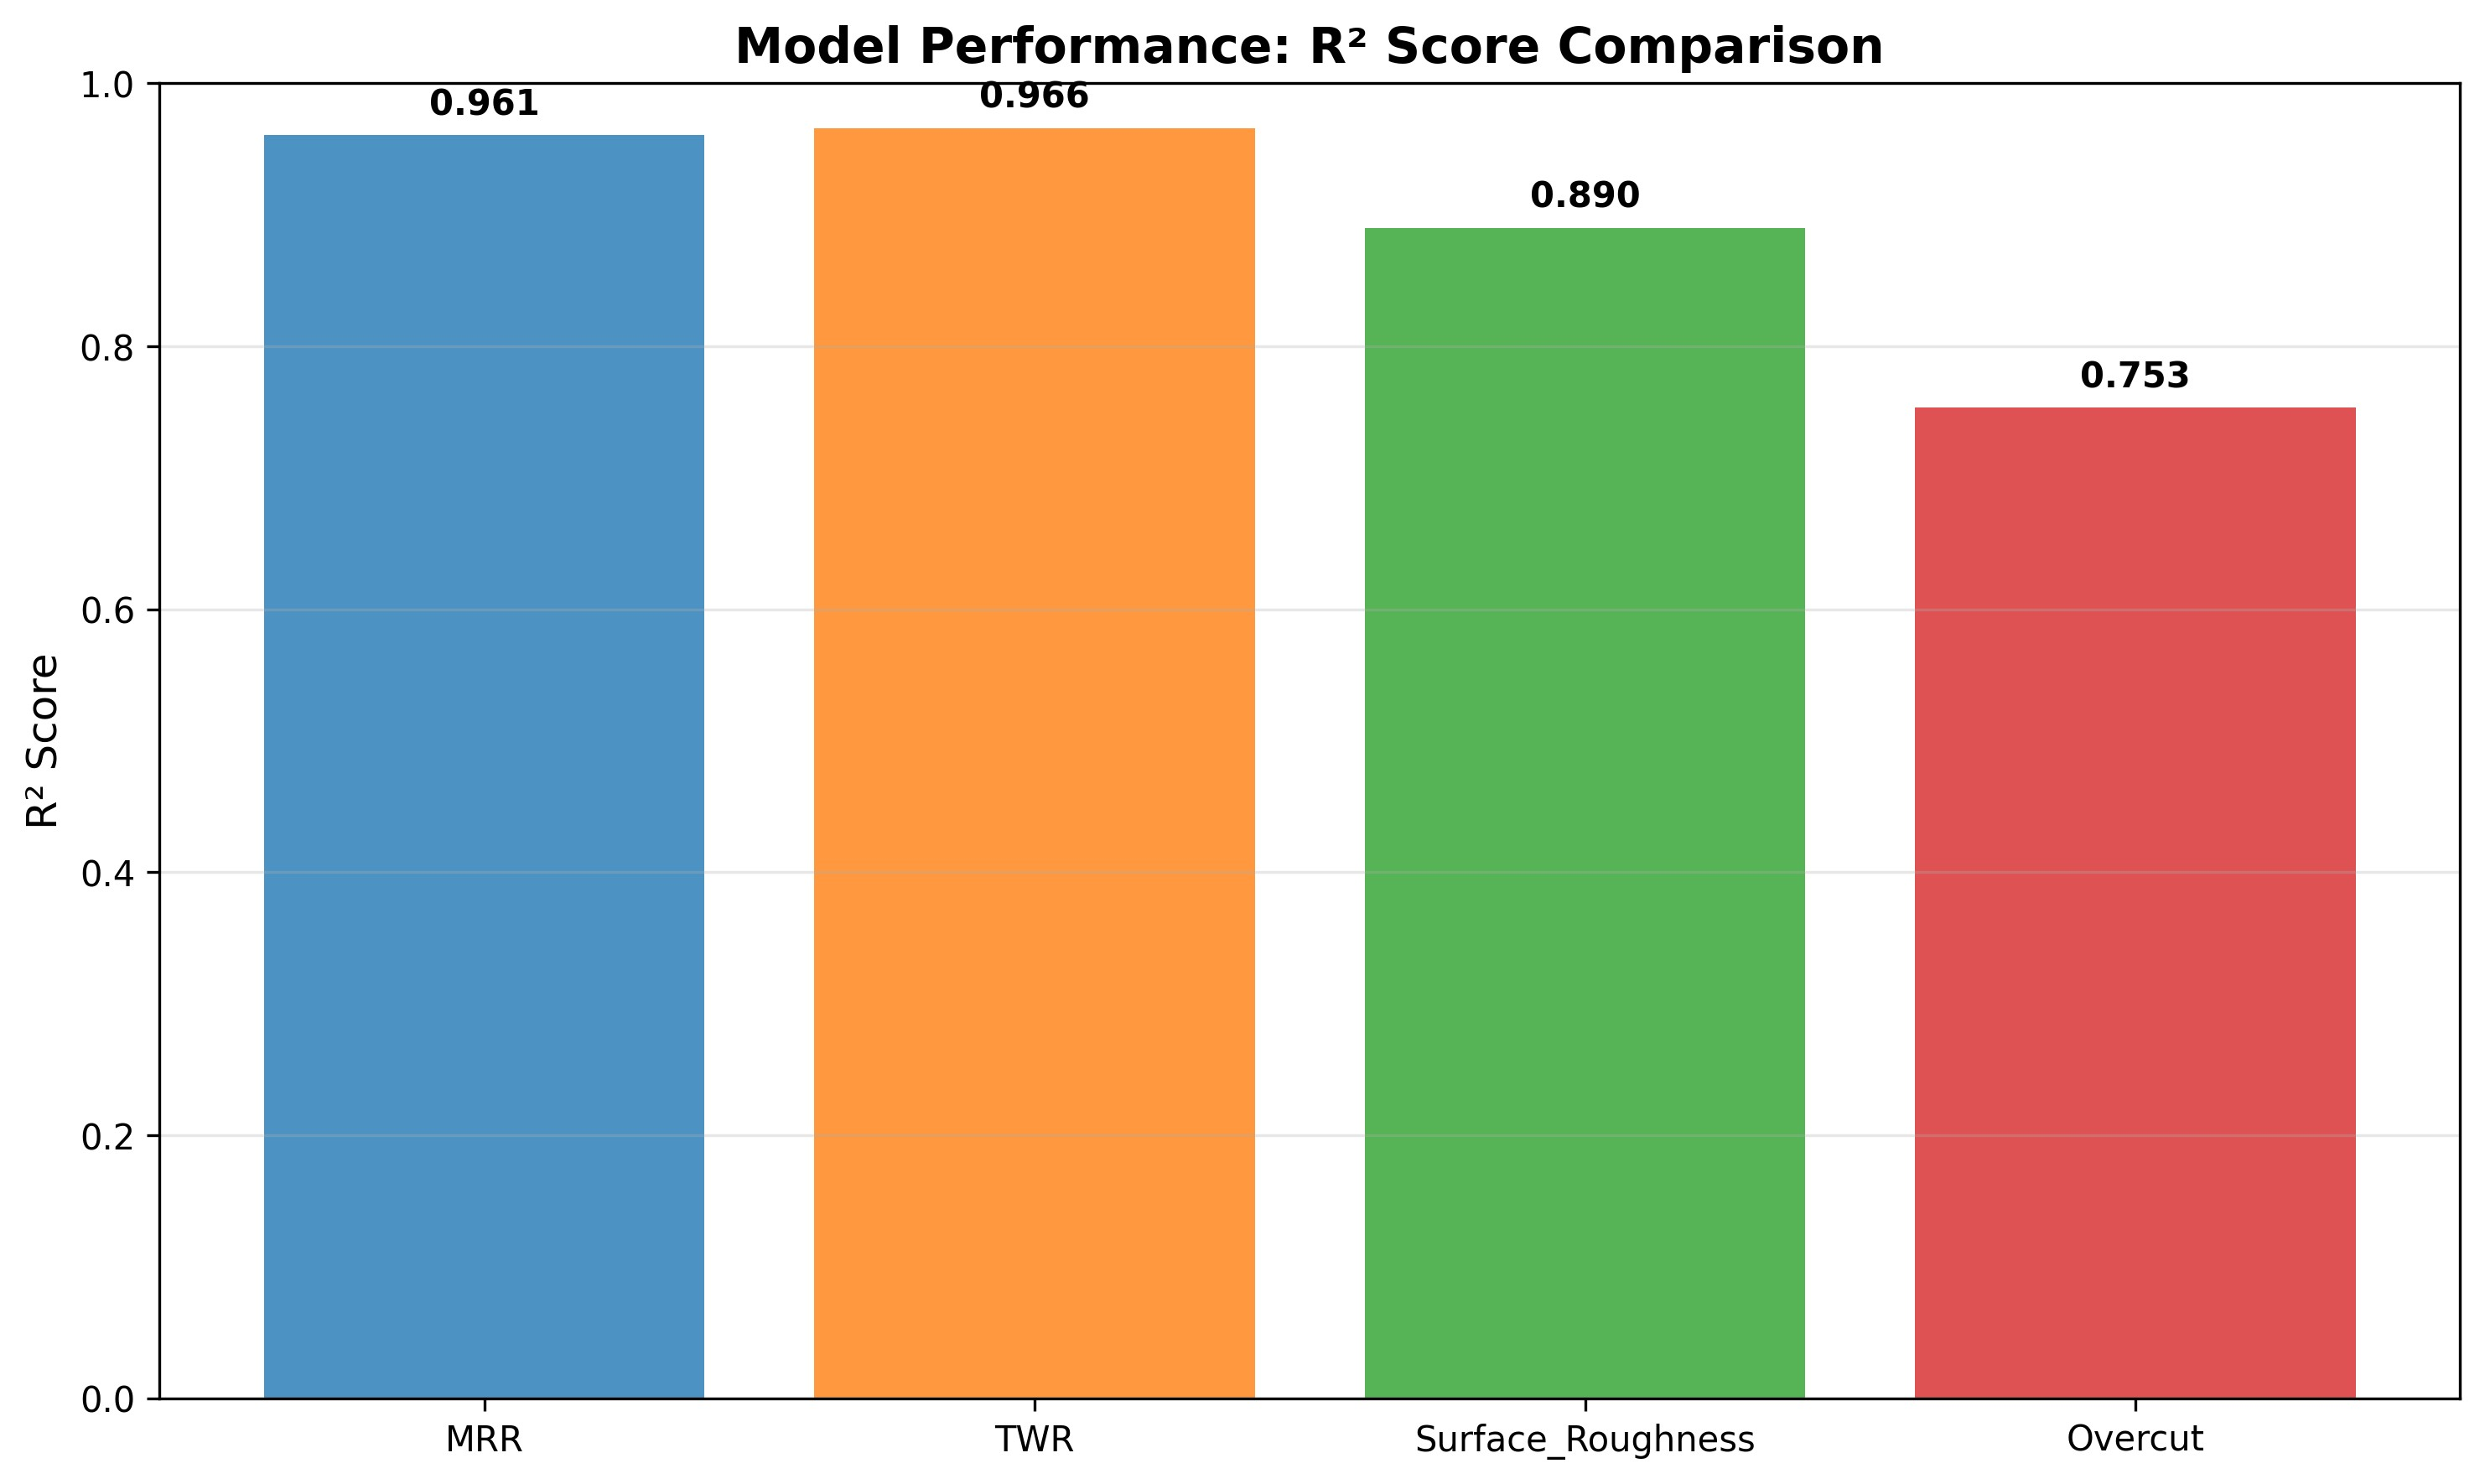 Model Performance: R² Score Comparison
1.0
0.8
0.6
0.4
0.2
0.0
R² Score
0.961
0.966
0.890
0.753
MRR
TWR
Surface_Roughness
Overcut